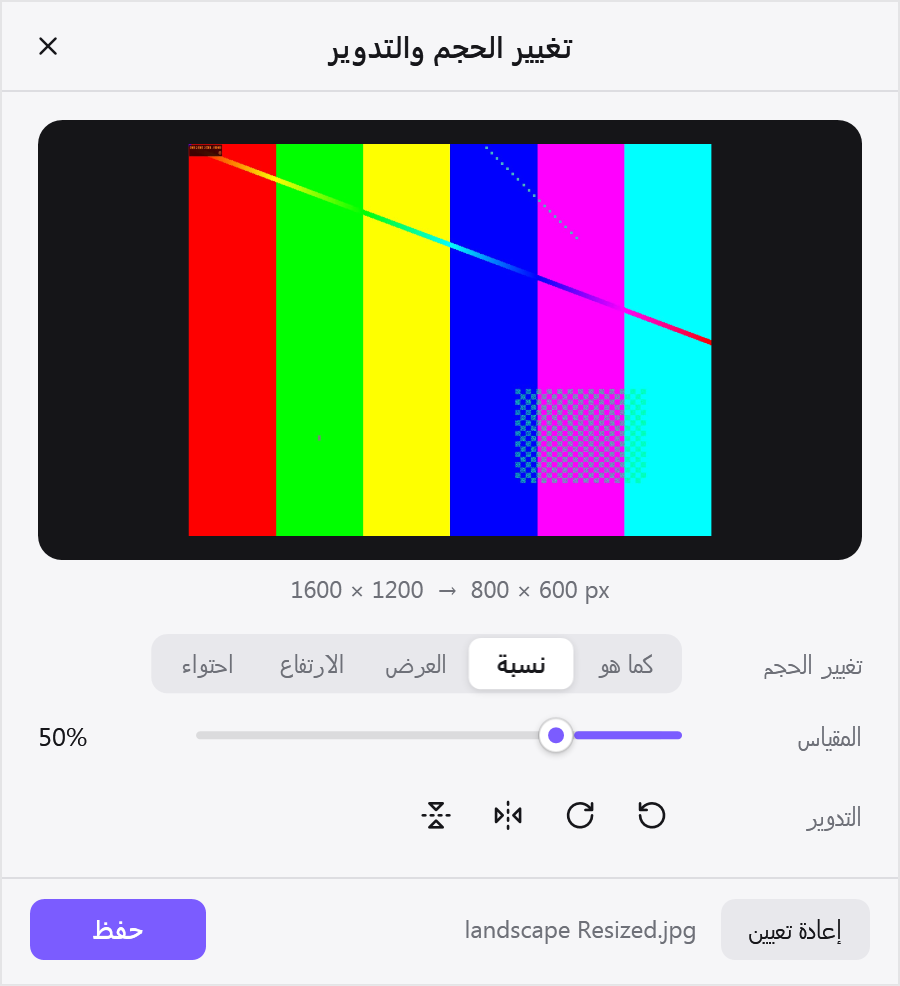 تغيير الحجم والتدوير
1600 × 1200 → 800 × 600 px
تغيير الحجم
كما هو
نسبة
العرض
الارتفاع
احتواء
المقياس
50%
التدوير
إعادة تعيين
landscape Resized.jpg
حفظ